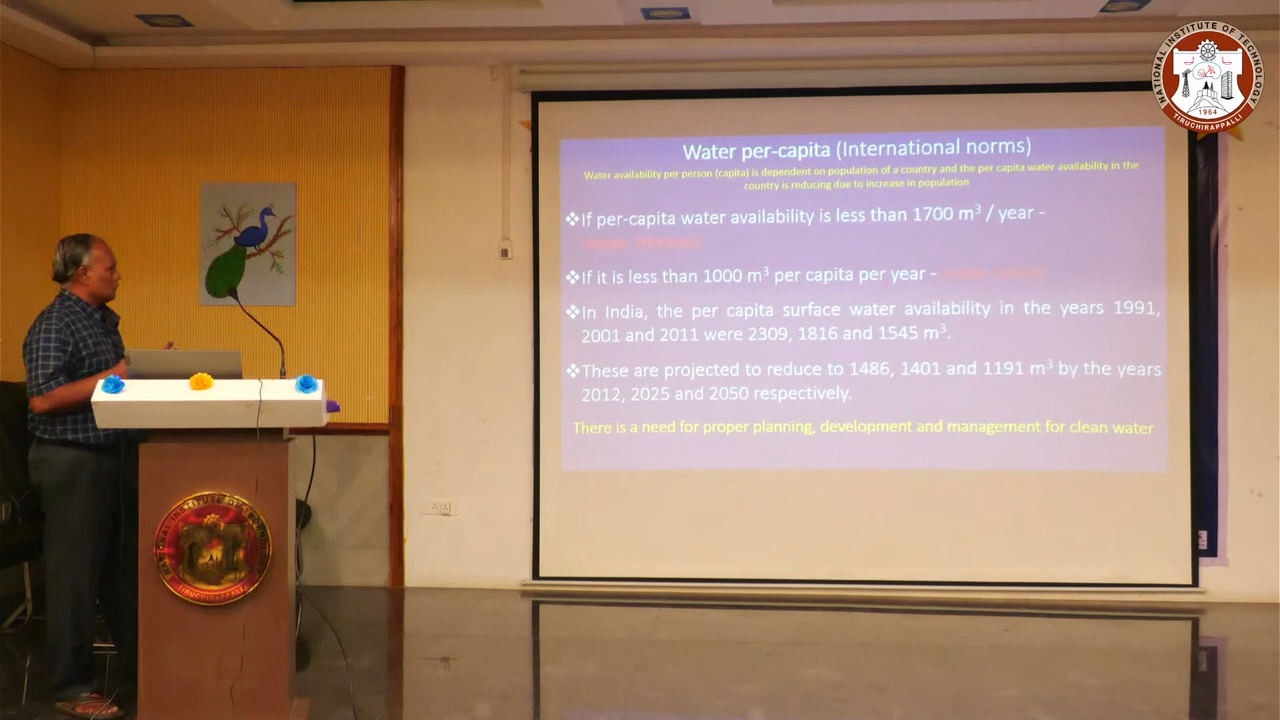 NATIONAL INSTITUTE OF TECHNOLOGY
TIRUCHIRAPPALLI
1964
Water per-capita (International norms)
Water availability per person (capita) is dependent on population of a country and the per capita water availability in the
country is reducing due to increase in population
❖If per-capita water availability is less than 1700 m³ / year -
❖If it is less than 1000 m³ per capita per year -
❖In India, the per capita surface water availability in the years 1991,
2001 and 2011 were 2309, 1816 and 1545 m³.
❖These are projected to reduce to 1486, 1401 and 1191 m³ by the years
2012, 2025 and 2050 respectively.
There is a need for proper planning, development and management for clean water
NATIONAL INSTITUTE OF TECHNOLOGY
TIRUCHIRAPPALLI